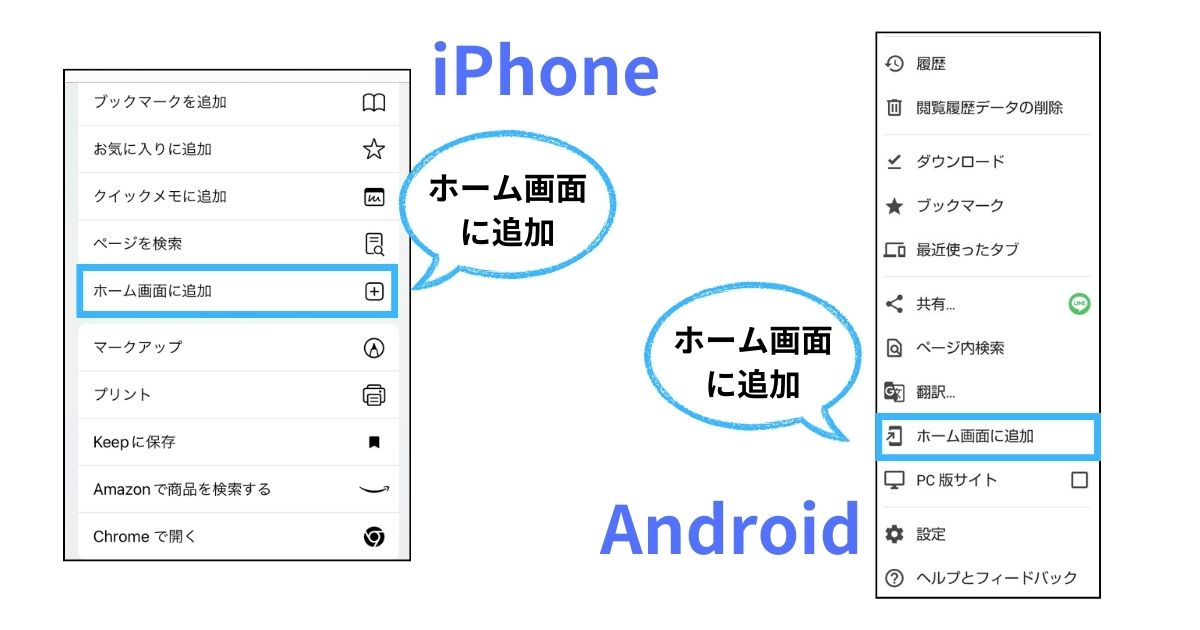 iPhone
ブックマークを追加
お気に入りに追加
クイックメモに追加
ページを検索
ホーム画面に追加
マークアップ
プリント
Keepに保存
Amazonで商品を検索する
Chromeで開く
ホーム画面
に追加
ホーム画面
に追加
Android
履歴
閲覧履歴データの削除
ダウンロード
ブックマーク
最近使ったタブ
共有...
LINE
ページ内検索
翻訳...
ホーム画面に追加
PC 版サイト
設定
ヘルプとフィードバック